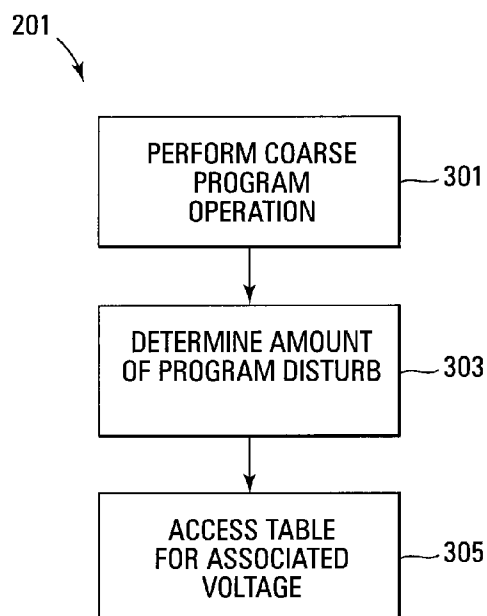 201
PERFORM COARSE
PROGRAM
OPERATION
301
DETERMINE AMOUNT
OF PROGRAM DISTURB
303
ACCESS TABLE
FOR ASSOCIATED
VOLTAGE
305